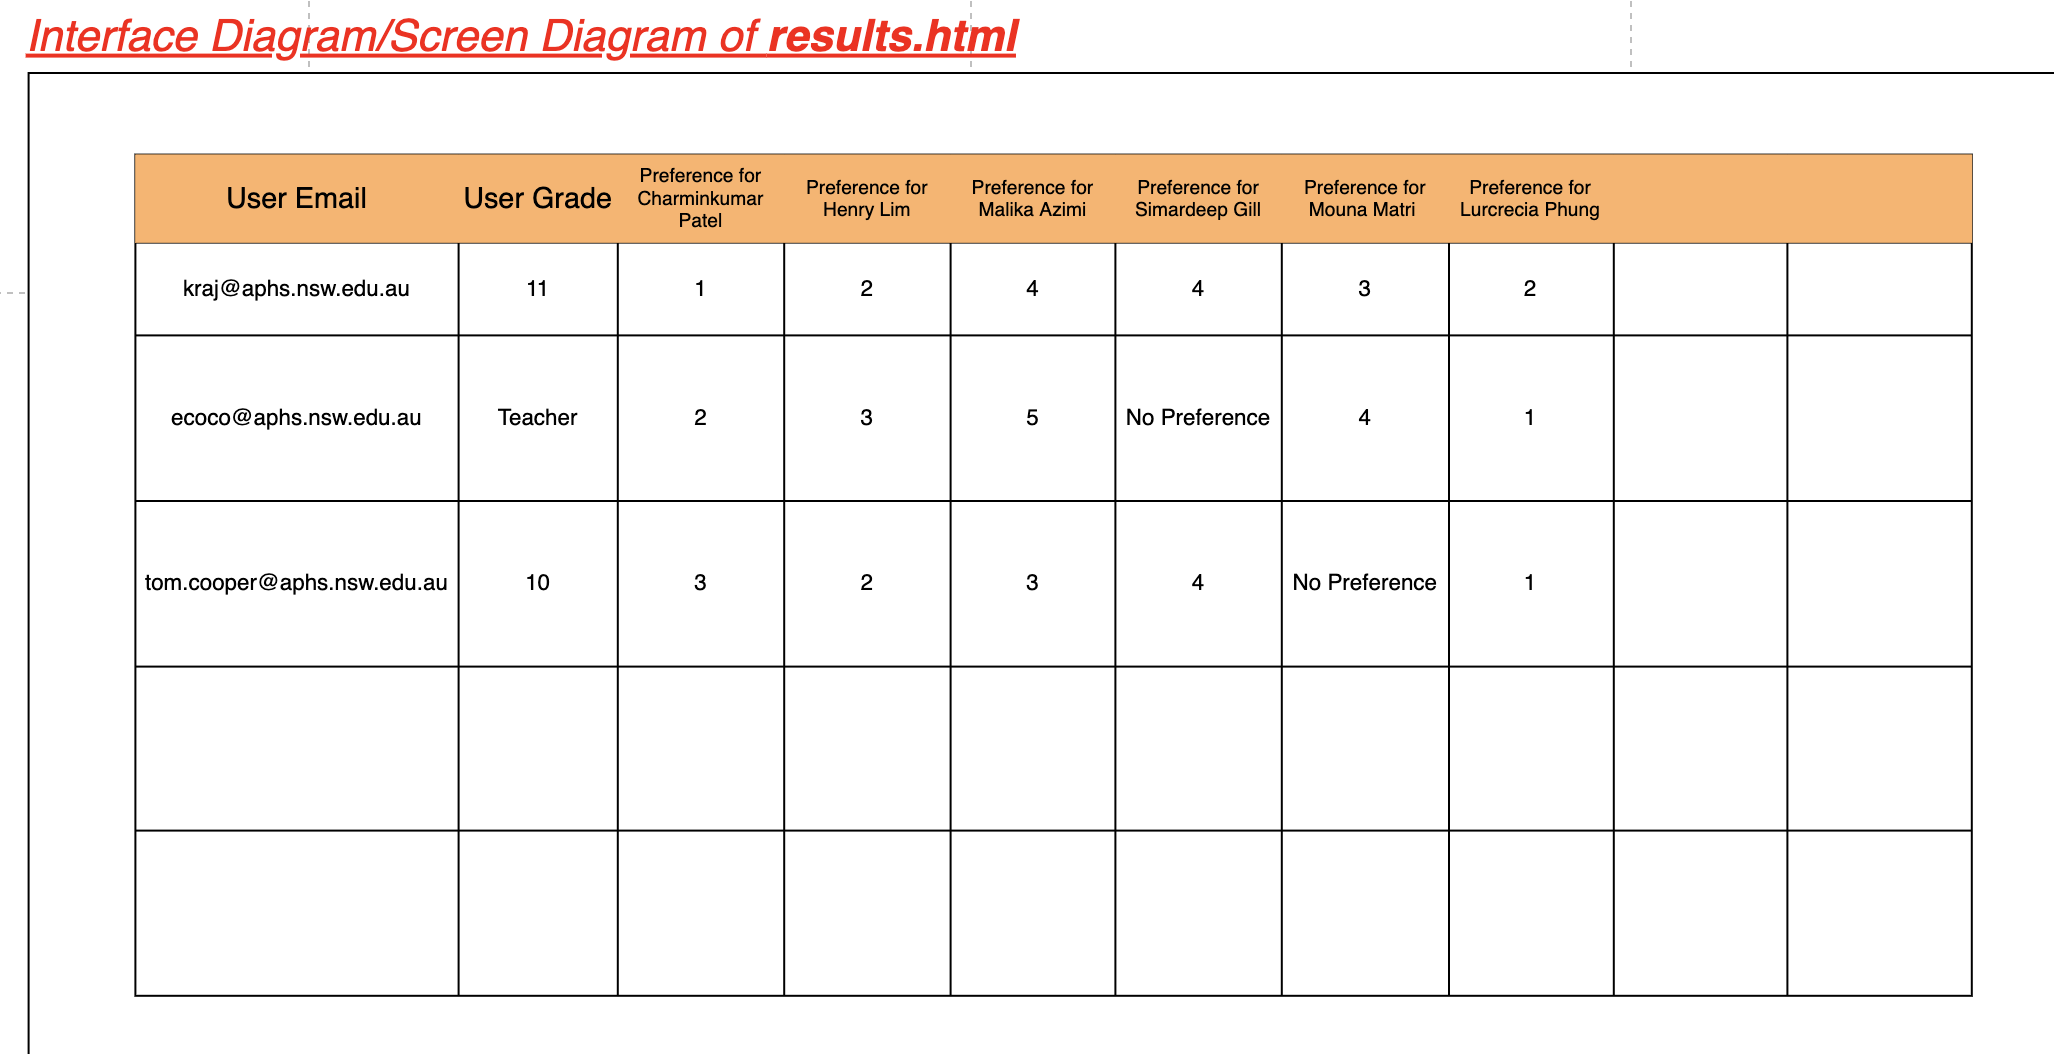 Interface Diagram/Screen Diagram of results.html
User Email
User Grade
Preference for
Charminkumar
Patel
Preference for
Henry Lim
Preference for
Malika Azimi
Preference for
Simardeep Gill
Preference for
Mouna Matri
Preference for
Lurcrecia Phung
kraj@aphs.nsw.edu.au 11 1 2 4 4 3 2
ecoco@aphs.nsw.edu.au Teacher 2 3 5 No Preference 4 1
tom.cooper@aphs.nsw.edu.au 10 3 2 3 4 No Preference 1